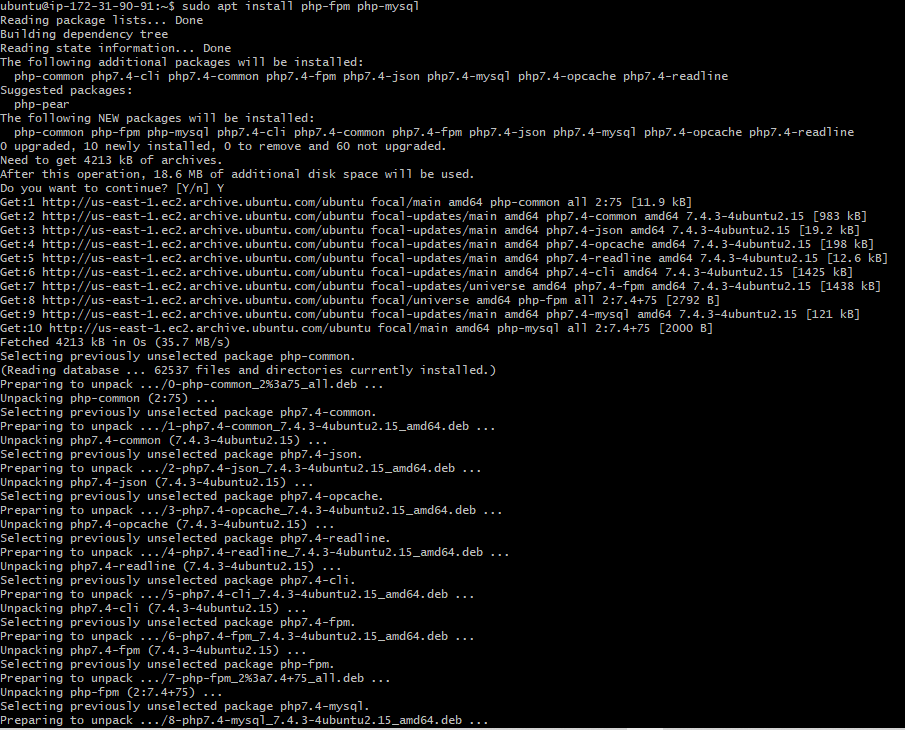 ubuntu@ip-172-31-90-91:~$ sudo apt install php-fpm php-mysql
Reading package lists... Done
Building dependency tree
Reading state information... Done
The following additional packages will be installed:
  php-common php7.4-cli php7.4-common php7.4-fpm php7.4-json php7.4-mysql php7.4-opcache php7.4-readline
Suggested packages:
  php-pear
The following NEW packages will be installed:
  php-common php-fpm php-mysql php7.4-cli php7.4-common php7.4-fpm php7.4-json php7.4-mysql php7.4-opcache php7.4-readline
0 upgraded, 10 newly installed, 0 to remove and 60 not upgraded.
Need to get 4213 kB of archives.
After this operation, 18.6 MB of additional disk space will be used.
Do you want to continue? [Y/n] Y
Get:1 http://us-east-1.ec2.archive.ubuntu.com/ubuntu focal/main amd64 php-common all 2:75 [11.9 kB]
Get:2 http://us-east-1.ec2.archive.ubuntu.com/ubuntu focal-updates/main amd64 php7.4-common amd64 7.4.3-4ubuntu2.15 [983 kB]
Get:3 http://us-east-1.ec2.archive.ubuntu.com/ubuntu focal-updates/main amd64 php7.4-json amd64 7.4.3-4ubuntu2.15 [19.2 kB]
Get:4 http://us-east-1.ec2.archive.ubuntu.com/ubuntu focal-updates/main amd64 php7.4-opcache amd64 7.4.3-4ubuntu2.15 [198 kB]
Get:5 http://us-east-1.ec2.archive.ubuntu.com/ubuntu focal-updates/main amd64 php7.4-readline amd64 7.4.3-4ubuntu2.15 [12.6 kB]
Get:6 http://us-east-1.ec2.archive.ubuntu.com/ubuntu focal-updates/main amd64 php7.4-cli amd64 7.4.3-4ubuntu2.15 [1425 kB]
Get:7 http://us-east-1.ec2.archive.ubuntu.com/ubuntu focal-updates/universe amd64 php7.4-fpm amd64 7.4.3-4ubuntu2.15 [1438 kB]
Get:8 http://us-east-1.ec2.archive.ubuntu.com/ubuntu focal/universe amd64 php-fpm all 2:7.4+75 [2792 B]
Get:9 http://us-east-1.ec2.archive.ubuntu.com/ubuntu focal-updates/main amd64 php7.4-mysql amd64 7.4.3-4ubuntu2.15 [121 kB]
Get:10 http://us-east-1.ec2.archive.ubuntu.com/ubuntu focal/main amd64 php-mysql all 2:7.4+75 [2000 B]
Fetched 4213 kB in 0s (35.7 MB/s)
Selecting previously unselected package php-common.
(Reading database ... 62537 files and directories currently installed.)
Preparing to unpack .../0-php-common_2%3a75_all.deb ...
Unpacking php-common (2:75) ...
Selecting previously unselected package php7.4-common.
Preparing to unpack .../1-php7.4-common_7.4.3-4ubuntu2.15_amd64.deb ...
Unpacking php7.4-common (7.4.3-4ubuntu2.15) ...
Selecting previously unselected package php7.4-json.
Preparing to unpack .../2-php7.4-json_7.4.3-4ubuntu2.15_amd64.deb ...
Unpacking php7.4-json (7.4.3-4ubuntu2.15) ...
Selecting previously unselected package php7.4-opcache.
Preparing to unpack .../3-php7.4-opcache_7.4.3-4ubuntu2.15_amd64.deb ...
Unpacking php7.4-opcache (7.4.3-4ubuntu2.15) ...
Selecting previously unselected package php7.4-readline.
Preparing to unpack .../4-php7.4-readline_7.4.3-4ubuntu2.15_amd64.deb ...
Unpacking php7.4-readline (7.4.3-4ubuntu2.15) ...
Selecting previously unselected package php7.4-cli.
Preparing to unpack .../5-php7.4-cli_7.4.3-4ubuntu2.15_amd64.deb ...
Unpacking php7.4-cli (7.4.3-4ubuntu2.15) ...
Selecting previously unselected package php7.4-fpm.
Preparing to unpack .../6-php7.4-fpm_7.4.3-4ubuntu2.15_amd64.deb ...
Unpacking php7.4-fpm (7.4.3-4ubuntu2.15) ...
Selecting previously unselected package php-fpm.
Preparing to unpack .../7-php-fpm_2%3a7.4+75_all.deb ...
Unpacking php-fpm (2:7.4+75) ...
Selecting previously unselected package php7.4-mysql.
Preparing to unpack .../8-php7.4-mysql_7.4.3-4ubuntu2.15_amd64.deb ...